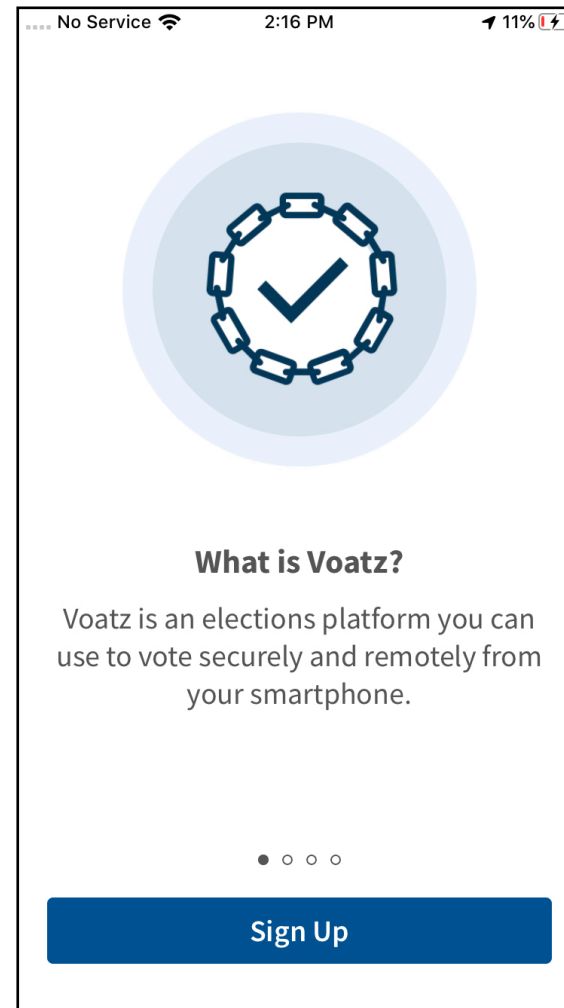 No Service 2:16 PM 11%
What is Voatz?
Voatz is an elections platform you can
use to vote securely and remotely from
your smartphone.
Sign Up